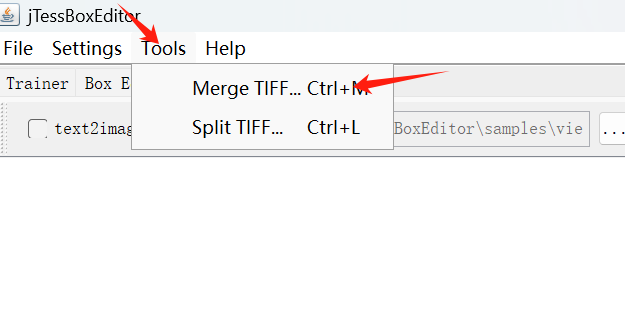 jTessBoxEditor
File Settings Tools Help
Trainer Box E
Merge TIFF... Ctrl+M
text2imag
BoxEditor\samples\vie ...
Split TIFF... Ctrl+L